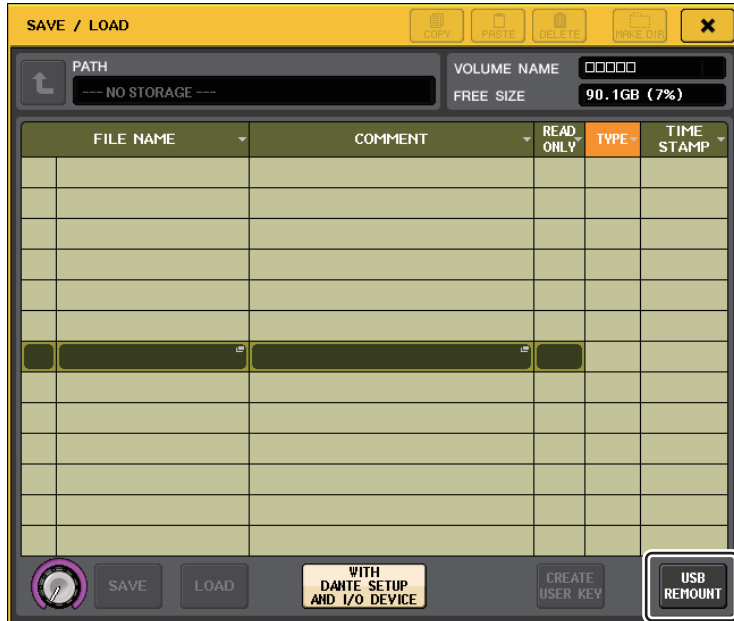 SAVE / LOAD
COPY
PASTE
DELETE
MAKE DIR
PATH
--- NO STORAGE ---
VOLUME NAME
□□□□□
FREE SIZE
90.1GB (7%)
FILE NAME
COMMENT
READ
ONLY
TYPE
TIME
STAMP
SAVE
LOAD
WITH
DANTE SETUP
AND I/O DEVICE
CREATE
USER KEY
USB
REMOUNT